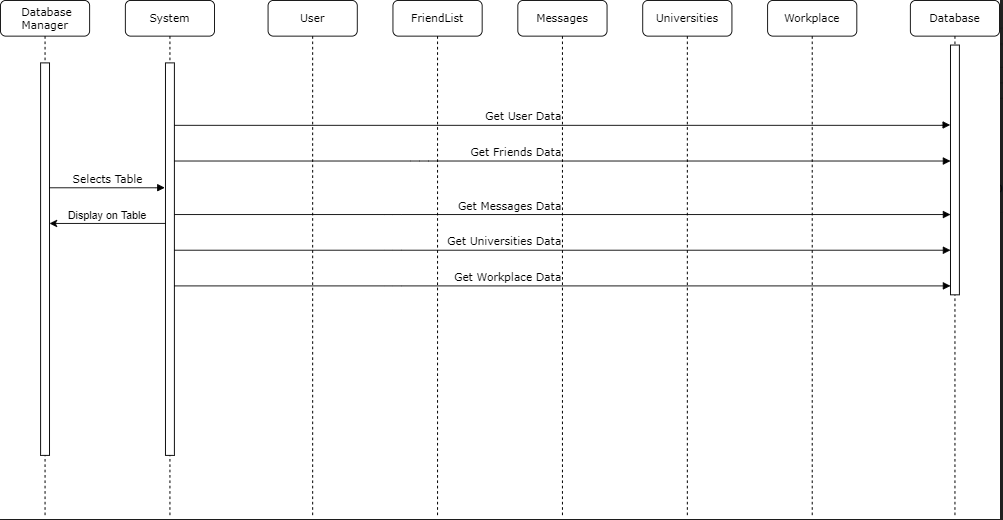 Database
Manager
System
User
FriendList
Messages
Universities
Workplace
Database
Get User Data
Get Friends Data
Selects Table
Get Messages Data
Display on Table
Get Universities Data
Get Workplace Data